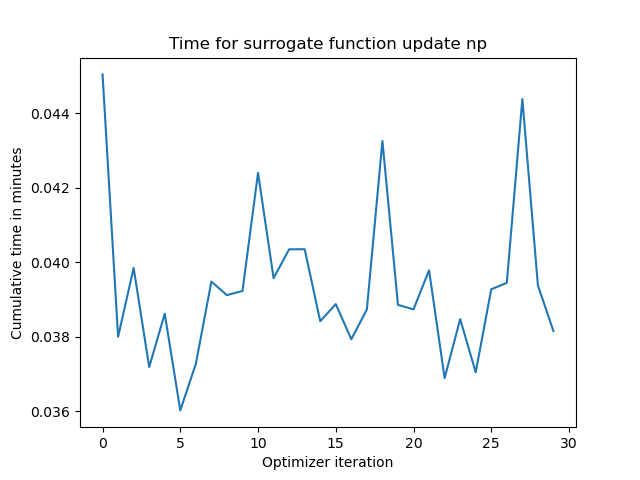 Time for surrogate function update np
0.044
0.042
0.040
0.038
0.036
Cumulative time in minutes
0 5 10 15 20 25 30
Optimizer iteration